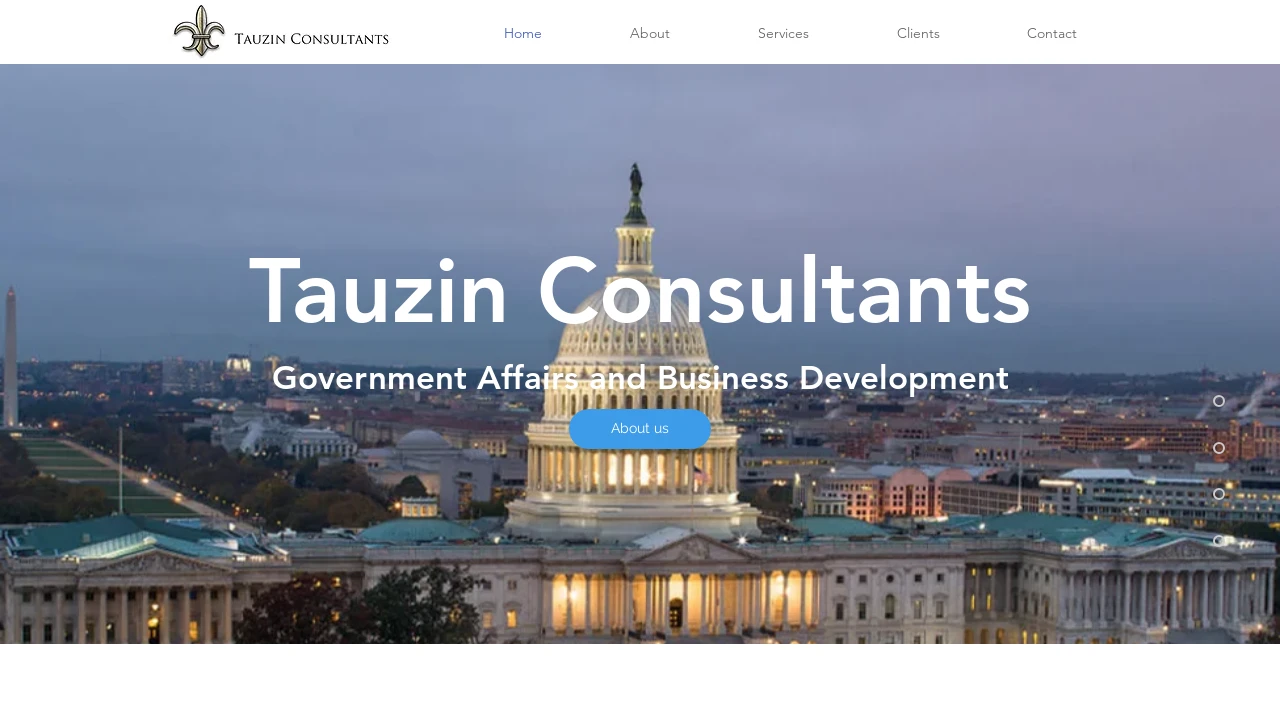 Tauzin Consultants
Home
About
Services
Clients
Contact
Tauzin Consultants
Government Affairs and Business Development
About us